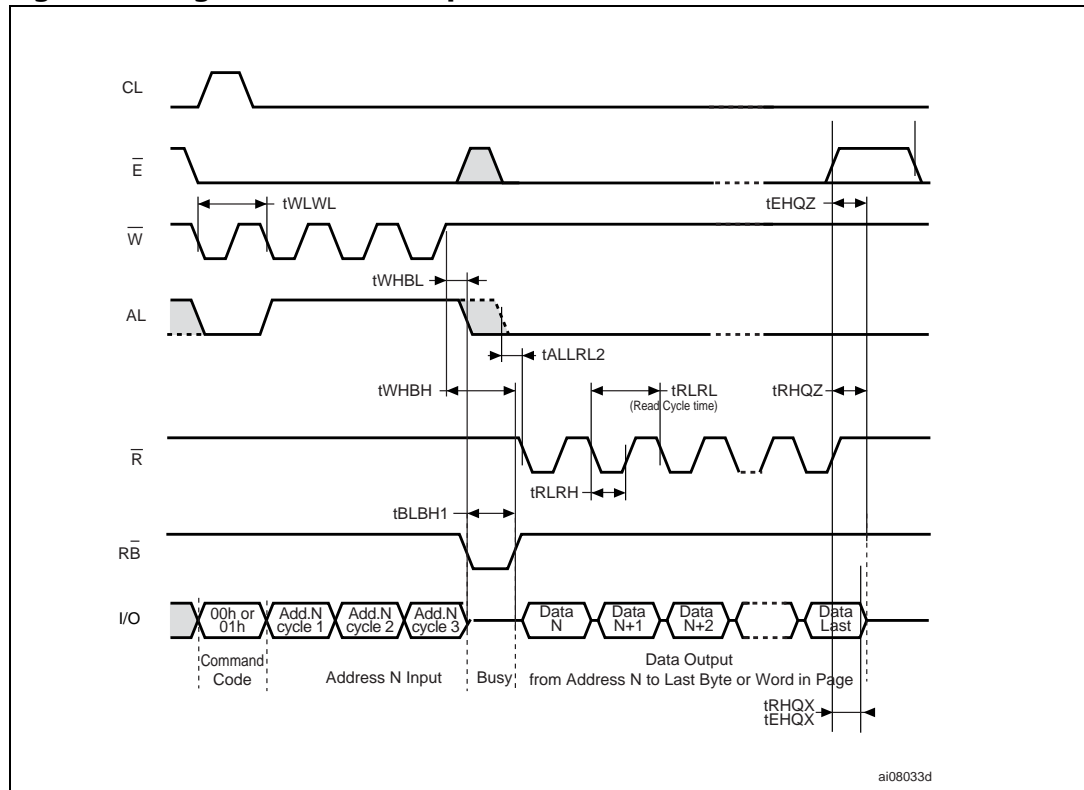 CL
E
tWLWL
tEHQZ
W
tWHBL
AL
tALLRL2
tWHBH
tRLRL
tRHQZ
(Read Cycle time)
R
tRLRH
tBLBH1
RB
I/O
00h or
01h
Add.N
cycle 1
Add.N
cycle 2
Add.N
cycle 3
Data
N
Data
N+1
Data
N+2
Data
Last
Command
Code
Address N Input
Busy
Data Output
from Address N to Last Byte or Word in Page
tRHQX
tEHQX
ai08033d